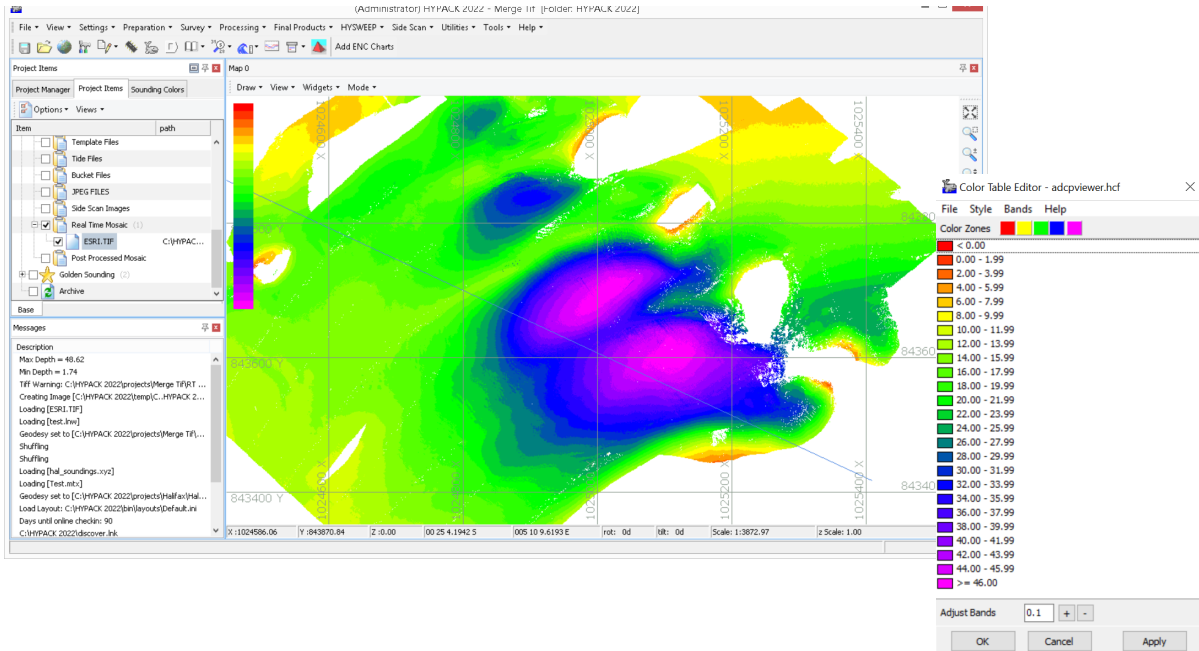 (Administrator) HYPACK 2022 - Merge Tif [Folder: HYPACK 2022]
File View Settings Preparation Survey Processing Final Products HYSWEEP Side Scan Utilities Tools Help
Add ENC Charts
Project Items
Project Manager Project Items Sounding Colors
Options Views
Item path
Template Files
Tide Files
Bucket Files
JPEG FILES
Side Scan Images
Real Time Mosaic (1)
ESRI.TIF C:\HYPAC...
Post Processed Mosaic
Golden Sounding (2)
Archive
Base
Messages
Description
Max Depth = 48.62
Min Depth = 1.74
Tiff Warning: C:\HYPACK 2022\projects\Merge Tif\RT ...
Creating Image [C:\HYPACK 2022\temp\C..HYPACK 2...
Loading [ESRI.TIF]
Loading [test.lnw]
Geodesy set to [C:\HYPACK 2022\projects\Merge Tif\...
Shuffling
Shuffling
Loading [hal_soundings.xyz]
Loading [Test.mtx]
Geodesy set to [C:\HYPACK 2022\projects\Halifax\Hal...
Load Layout: C:\HYPACK 2022\bin\layouts\Default.ini
Days until online checkin: 90
C:\HYPACK 2022\discover.lnk
Map 0
Draw View Widgets Mode
1024600 X
1025200 X
1025400 X
843600 Y
843400 Y
84360
84340
1024600 X
1025200 X
1025400 X
X :1024586.06 Y :843870.84 Z :0.00 00 25 4.1942 S 005 10 9.6193 E rot: 0d tilt: 0d Scale: 1:3872.97 z Scale: 1.00
Color Table Editor - adcpviewer.hcf
File Style Bands Help
Color Zones
< 0.00
0.00 - 1.99
2.00 - 3.99
4.00 - 5.99
6.00 - 7.99
8.00 - 9.99
10.00 - 11.99
12.00 - 13.99
14.00 - 15.99
16.00 - 17.99
18.00 - 19.99
20.00 - 21.99
22.00 - 23.99
24.00 - 25.99
26.00 - 27.99
28.00 - 29.99
30.00 - 31.99
32.00 - 33.99
34.00 - 35.99
36.00 - 37.99
38.00 - 39.99
40.00 - 41.99
42.00 - 43.99
44.00 - 45.99
>= 46.00
Adjust Bands 0.1 + -
OK Cancel Apply